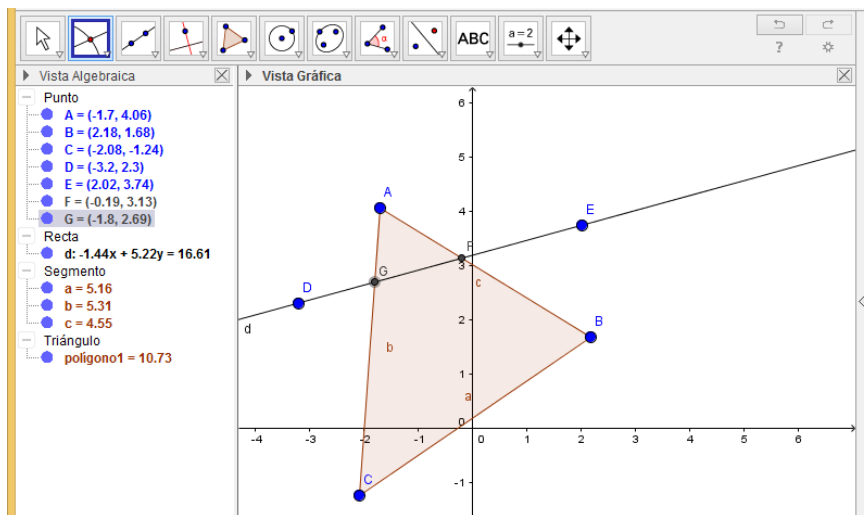 α
ABC
a=2
?
Vista Algebraica
Vista Gráfica
Punto
A = (-1.7, 4.06)
B = (2.18, 1.68)
C = (-2.08, -1.24)
D = (-3.2, 2.3)
E = (2.02, 3.74)
F = (-0.19, 3.13)
G = (-1.8, 2.69)
Recta
d: -1.44x + 5.22y = 16.61
Segmento
a = 5.16
b = 5.31
c = 4.55
Triángulo
polígono1 = 10.73
6
5
A
4
E
F
3
G
c
D
2
d
B
b
1
a
0
-4 -3 -2 -1 0 1 2 3 4 5 6
C
-1